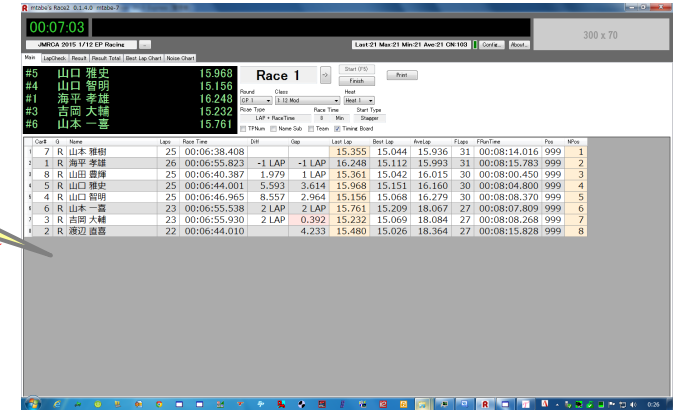 mtabe's Race2 0.1.4.0 mtabe-7
00:07:03
JMRCA 2015 1/12 EP Racing ...
Last:21 Max:21 Min:21 Ave:21 CN:103 Config... About...
300 x 70
Main LapCheck Result Result Total Best Lap Chart Noise Chart
#5 山口 雅史 15.968
#4 山口 智明 15.156
#1 海平 孝雄 16.248
#3 吉岡 大輔 15.232
#6 山本 一喜 15.761
Race 1
Start (F5)
Finish
Print
Round Class Heat
CP 1 1 12 Mod Heat 1
Race Type Race Time Start Type
LAP + RaceTime 8 Min Stagger
TPNum Name Sub Team Timing Board
Car# G Name Laps Race Time Diff Gap Last Lap Best Lap AveLap FLaps FRunTime Pos NPos
1 7 R 山本 雅樹 25 00:06:38.408 15.355 15.044 15.936 31 00:08:14.016 999 1
2 1 R 海平 孝雄 26 00:06:55.823 -1 LAP -1 LAP 16.248 15.112 15.993 31 00:08:15.783 999 2
3 8 R 山田 豊輝 25 00:06:40.387 1.979 1 LAP 15.361 15.042 16.015 30 00:08:00.450 999 3
4 5 R 山口 雅史 25 00:06:44.001 5.593 3.614 15.968 15.151 16.160 30 00:08:04.800 999 4
5 4 R 山口 智明 25 00:06:46.965 8.557 2.964 15.156 15.068 16.279 30 00:08:08.370 999 5
6 6 R 山本 一喜 23 00:06:55.538 2 LAP 2 LAP 15.761 15.209 18.067 27 00:08:07.809 999 6
7 3 R 吉岡 大輔 23 00:06:55.930 2 LAP 0.392 15.232 15.069 18.084 27 00:08:08.268 999 7
8 2 R 渡辺 直喜 22 00:06:44.010 4.233 15.480 15.026 18.364 27 00:08:15.828 999 8
0:26